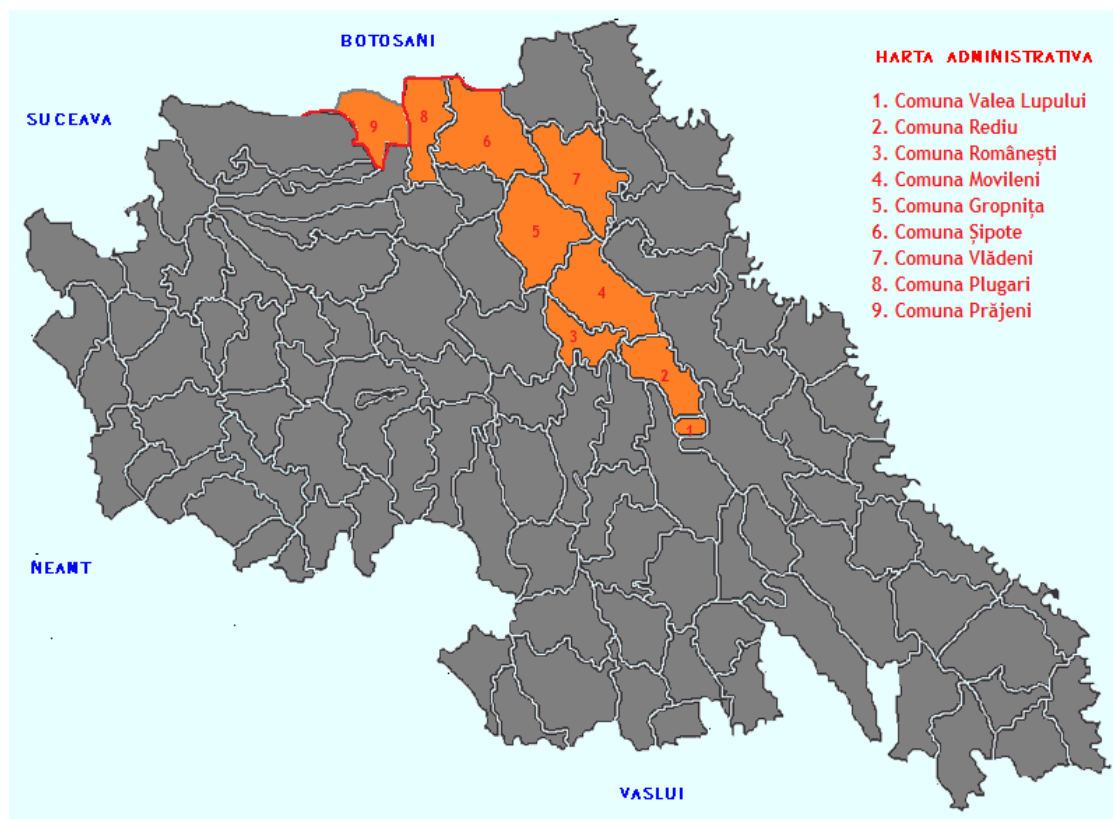 BOTOSANI
HARTA ADMINISTRATIVA
SUCEAVA
1. Comuna Valea Lupului
2. Comuna Rediu
3. Comuna Românești
4. Comuna Movileni
5. Comuna Gropnița
6. Comuna Șipote
7. Comuna Vlădeni
8. Comuna Plugari
9. Comuna Prăjeni
8
9
6
7
5
4
3
2
1
NEAMT
VASLUI